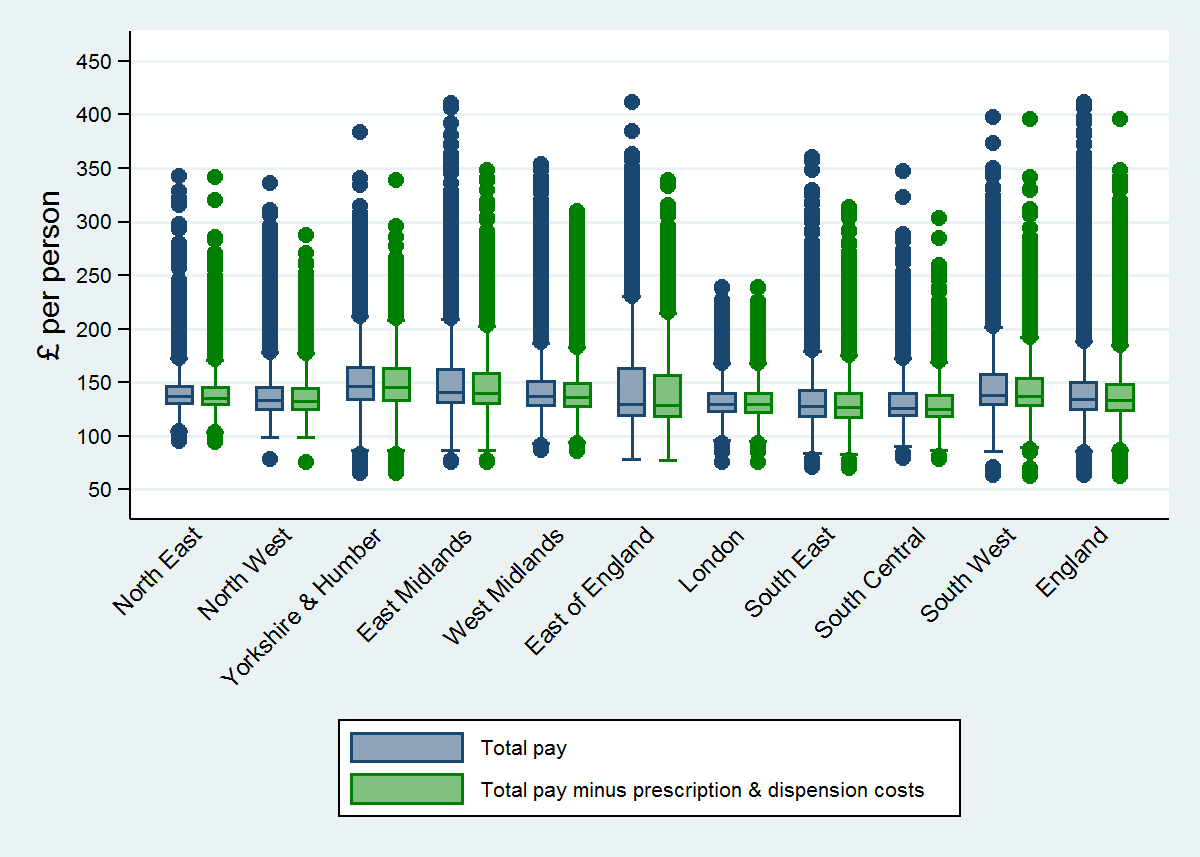 £ per person
450
400
350
300
250
200
150
100
50
North East
North West
Yorkshire & Humber
East Midlands
West Midlands
East of England
London
South East
South Central
South West
England
Total pay
Total pay minus prescription & dispension costs